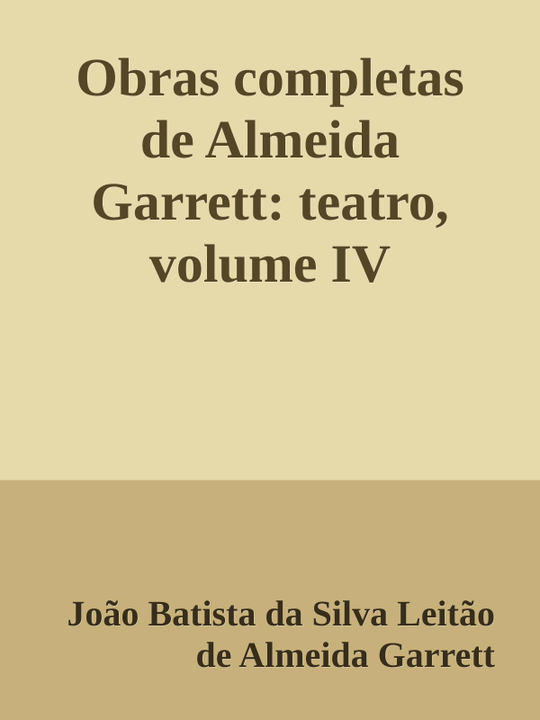 Obras completas
de Almeida
Garrett: teatro,
volume IV
João Batista da Silva Leitão
de Almeida Garrett